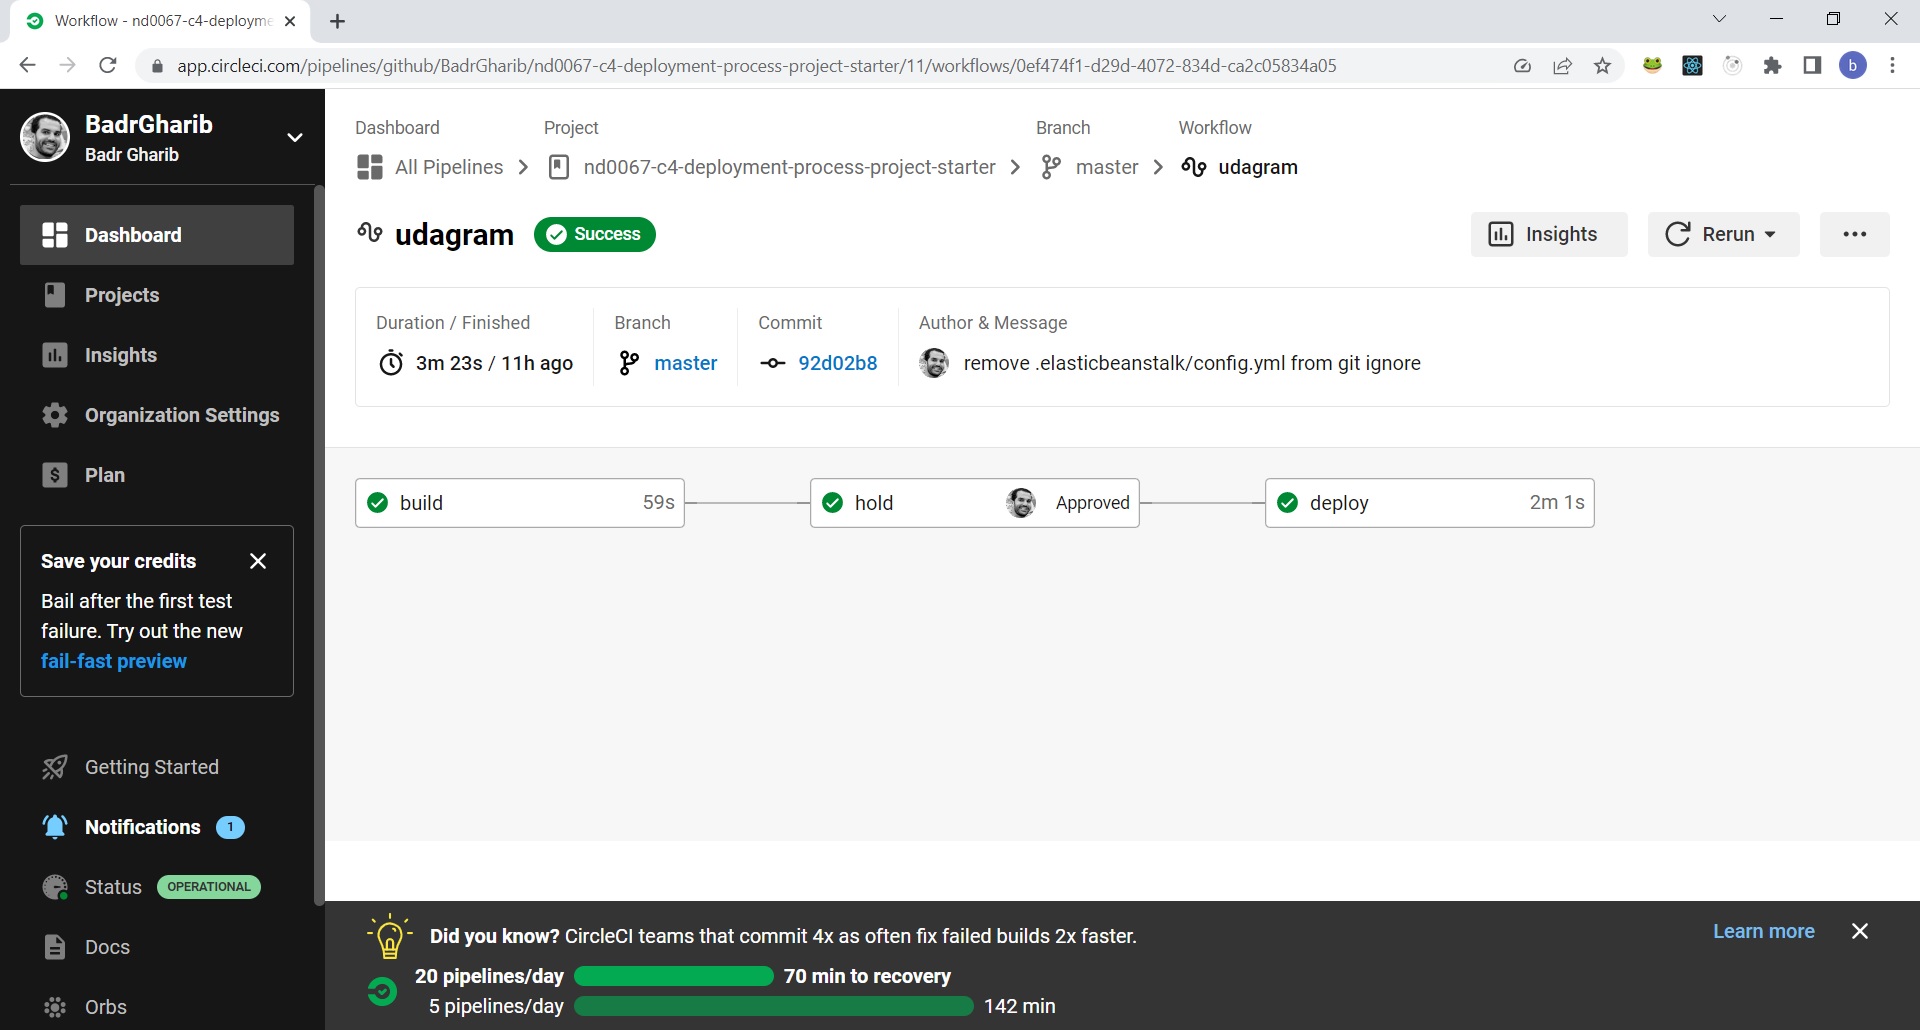 Workflow - nd0067-c4-deployme
app.circleci.com/pipelines/github/BadrGharib/nd0067-c4-deployment-process-project-starter/11/workflows/0ef474f1-d29d-4072-834d-ca2c05834a05
b
BadrGharib
Badr Gharib
Dashboard
Projects
Insights
Organization Settings
Plan
Save your credits
Bail after the first test
failure. Try out the new
fail-fast preview
Getting Started
Notifications 1
Status OPERATIONAL
Docs
Orbs
Dashboard Project Branch Workflow
All Pipelines nd0067-c4-deployment-process-project-starter master udagram
udagram Success Insights Rerun
Duration / Finished Branch Commit Author & Message
3m 23s / 11h ago master 92d02b8 remove .elasticbeanstalk/config.yml from git ignore
build 59s hold Approved deploy 2m 1s
Did you know? CircleCI teams that commit 4x as often fix failed builds 2x faster. Learn more
20 pipelines/day 70 min to recovery
5 pipelines/day 142 min